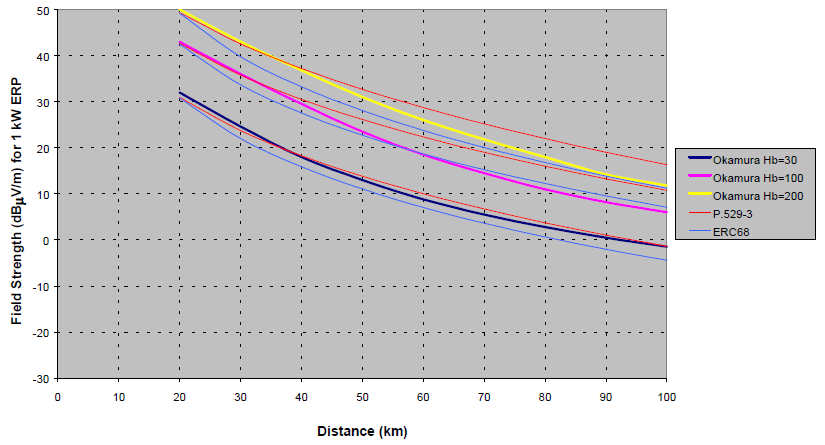 50
40
30
20
10
0
-10
-20
-30
Field Strength (dBµV/m) for 1 kW ERP
0 10 20 30 40 50 60 70 80 90 100
Distance (km)
Okamura Hb=30
Okamura Hb=100
Okamura Hb=200
P.529-3
ERC68